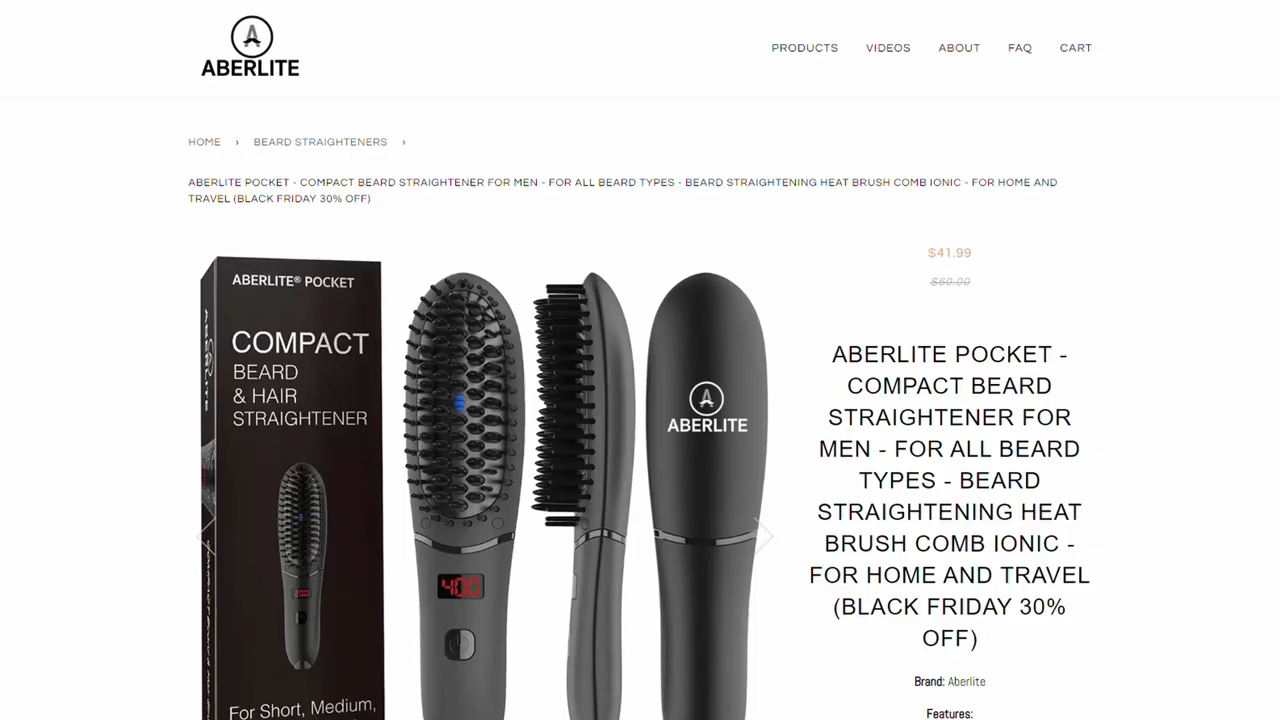 A
ABERLITE
PRODUCTS VIDEOS ABOUT FAQ CART
HOME › BEARD STRAIGHTENERS ›
ABERLITE POCKET - COMPACT BEARD STRAIGHTENER FOR MEN - FOR ALL BEARD TYPES - BEARD STRAIGHTENING HEAT BRUSH COMB IONIC - FOR HOME AND
TRAVEL (BLACK FRIDAY 30% OFF)
ABERLITE® POCKET
COMPACT
BEARD
& HAIR
STRAIGHTENER
For Short, Medium,
ABERLITE
400
A
ABERLITE
$41.99
$60.00
ABERLITE POCKET -
COMPACT BEARD
STRAIGHTENER FOR
MEN - FOR ALL BEARD
TYPES - BEARD
STRAIGHTENING HEAT
BRUSH COMB IONIC -
FOR HOME AND TRAVEL
(BLACK FRIDAY 30%
OFF)
Brand: Aberlite
Features: